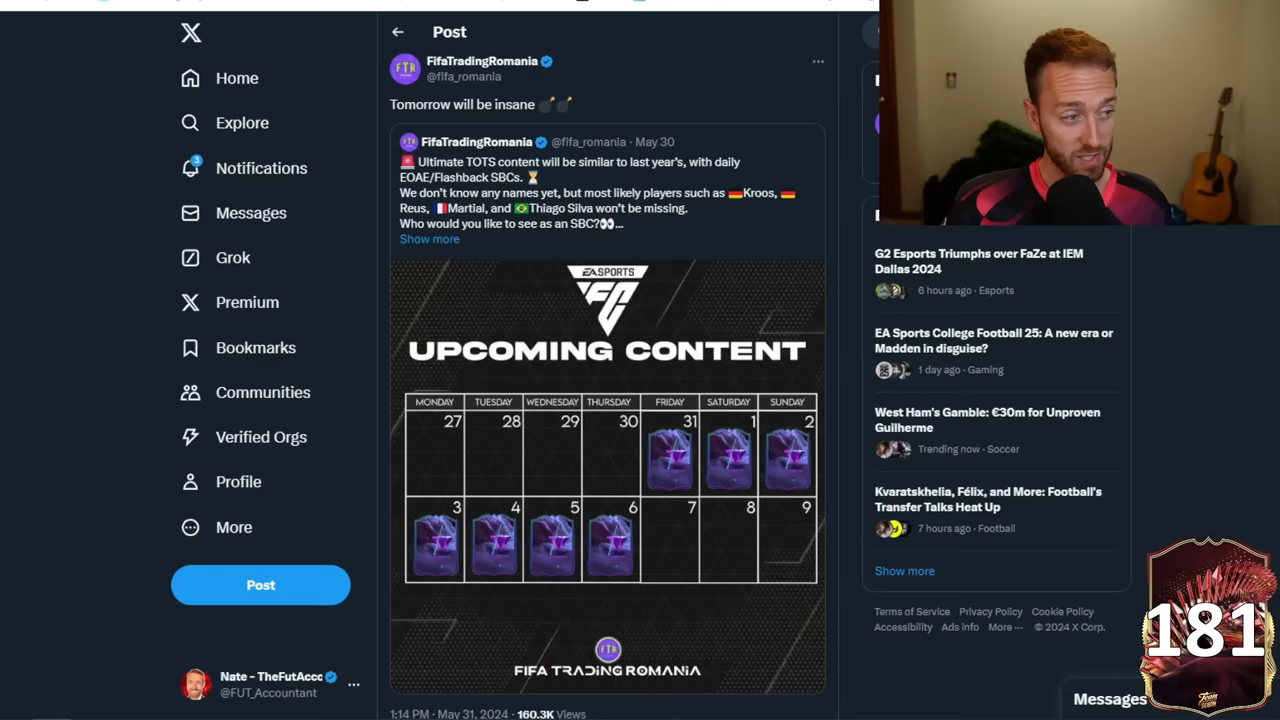 Post
Home
Explore
3
Notifications
Messages
Grok
Premium
Bookmarks
Communities
Verified Orgs
Profile
More
Post
Nate - TheFutAcc
@FUT_Accountant
FTR
FifaTradingRomania
@fifa_romania
Tomorrow will be insane 💣💣
FifaTradingRomania @fifa_romania · May 30
🚨 Ultimate TOTS content will be similar to last year's, with daily
EOAE/Flashback SBCs. ⏳
We don't know any names yet, but most likely players such as 🇩🇪Kroos, 🇩🇪
Reus, 🇫🇷Martial, and 🇧🇷Thiago Silva won't be missing.
Who would you like to see as an SBC?👀...
Show more
EA SPORTS
FC
UPCOMING CONTENT
MONDAY TUESDAY WEDNESDAY THURSDAY FRIDAY SATURDAY SUNDAY
27 28 29 30 31 1 2
3 4 5 6 7 8 9
FTR
FIFA TRADING ROMANIA
1:14 PM · May 31, 2024 · 160.3K Views
G2 Esports Triumphs over FaZe at IEM
Dallas 2024
6 hours ago · Esports
EA Sports College Football 25: A new era or
Madden in disguise?
1 day ago · Gaming
West Ham's Gamble: €30m for Unproven
Guilherme
Trending now · Soccer
Kvaratskhelia, Félix, and More: Football's
Transfer Talks Heat Up
7 hours ago · Football
Show more
Terms of Service Privacy Policy Cookie Policy
Accessibility Ads info More ··· © 2024 X Corp.
Messages
181